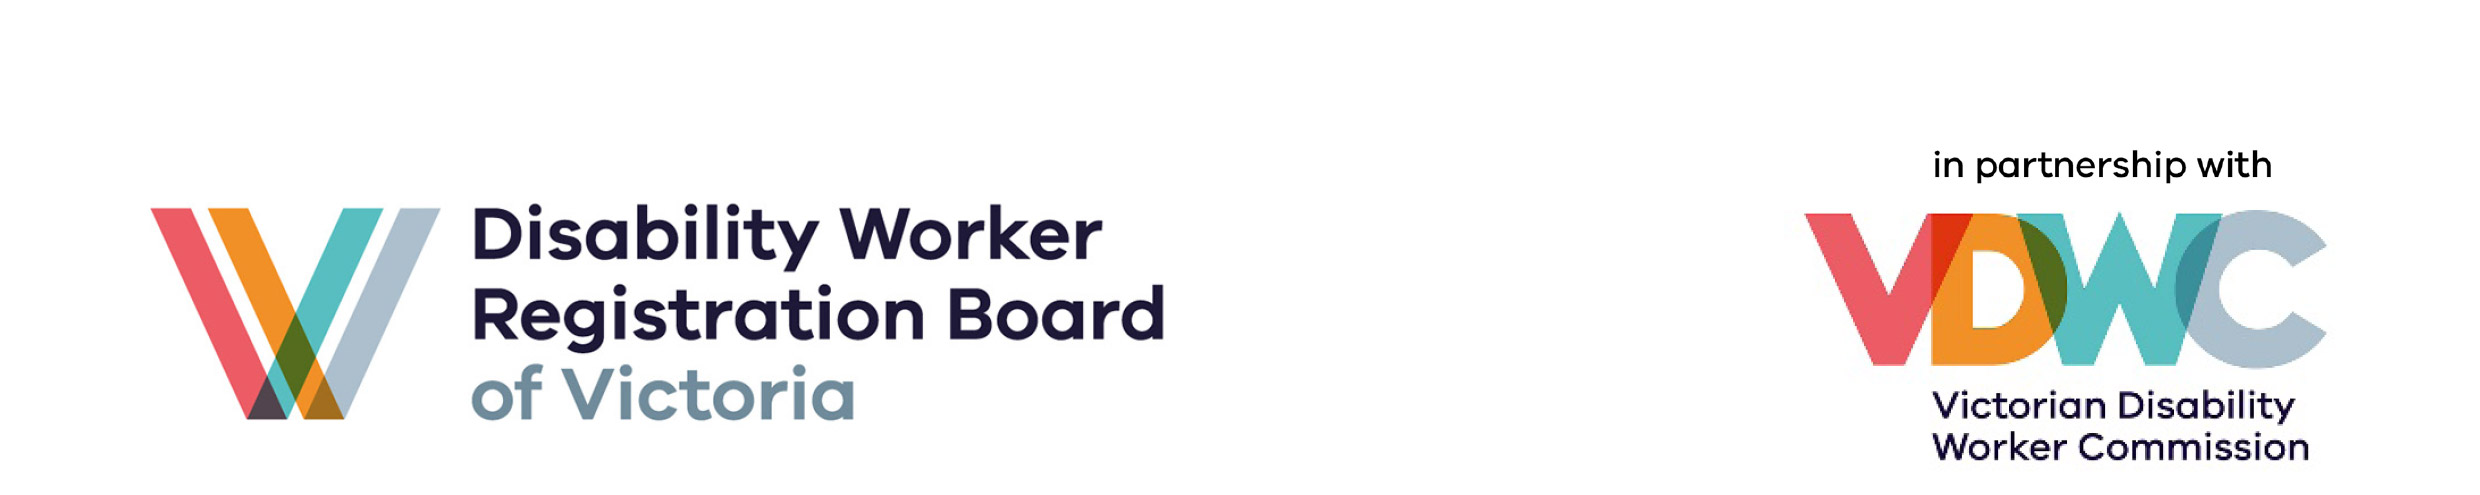 Disability Worker
Registration Board
of Victoria
in partnership with
VDWC
Victorian Disability
Worker Commission